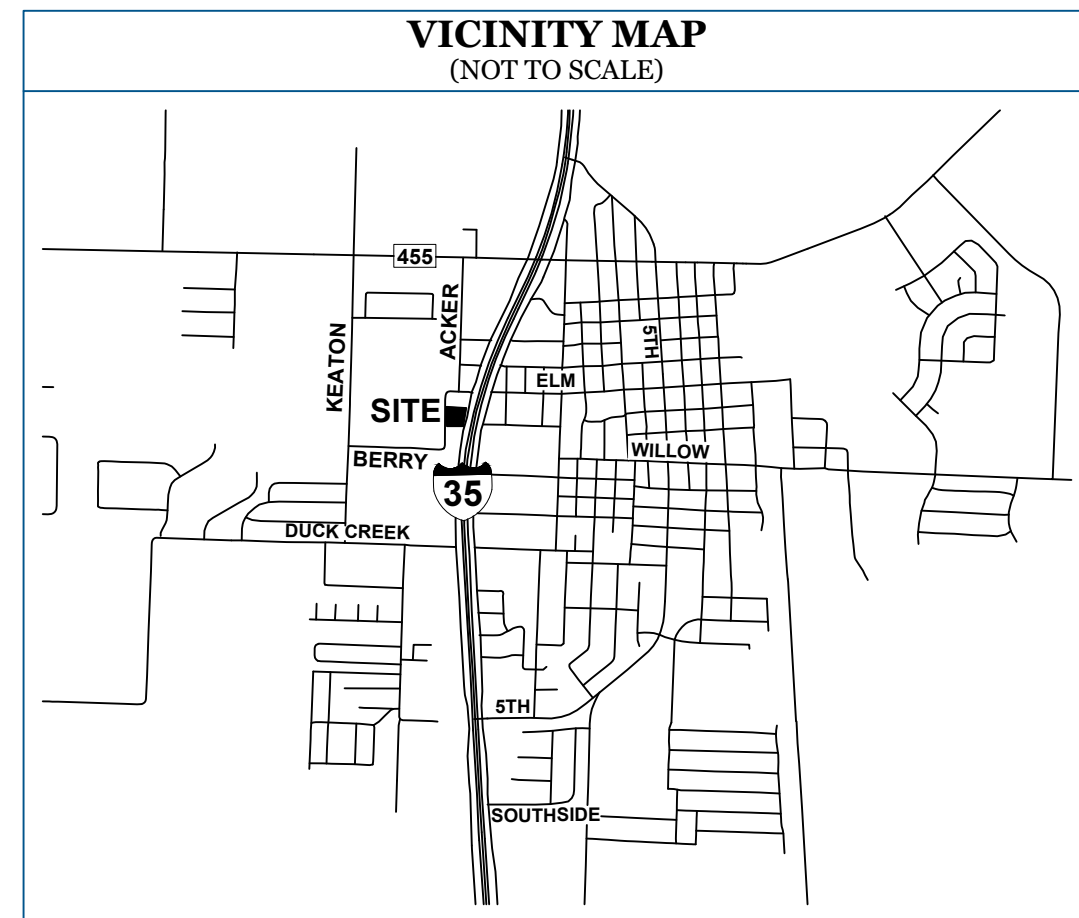 VICINITY MAP
(NOT TO SCALE)
455
ACKER
KEATON
5TH
ELM
SITE
BERRY
WILLOW
35
DUCK CREEK
5TH
SOUTHSIDE